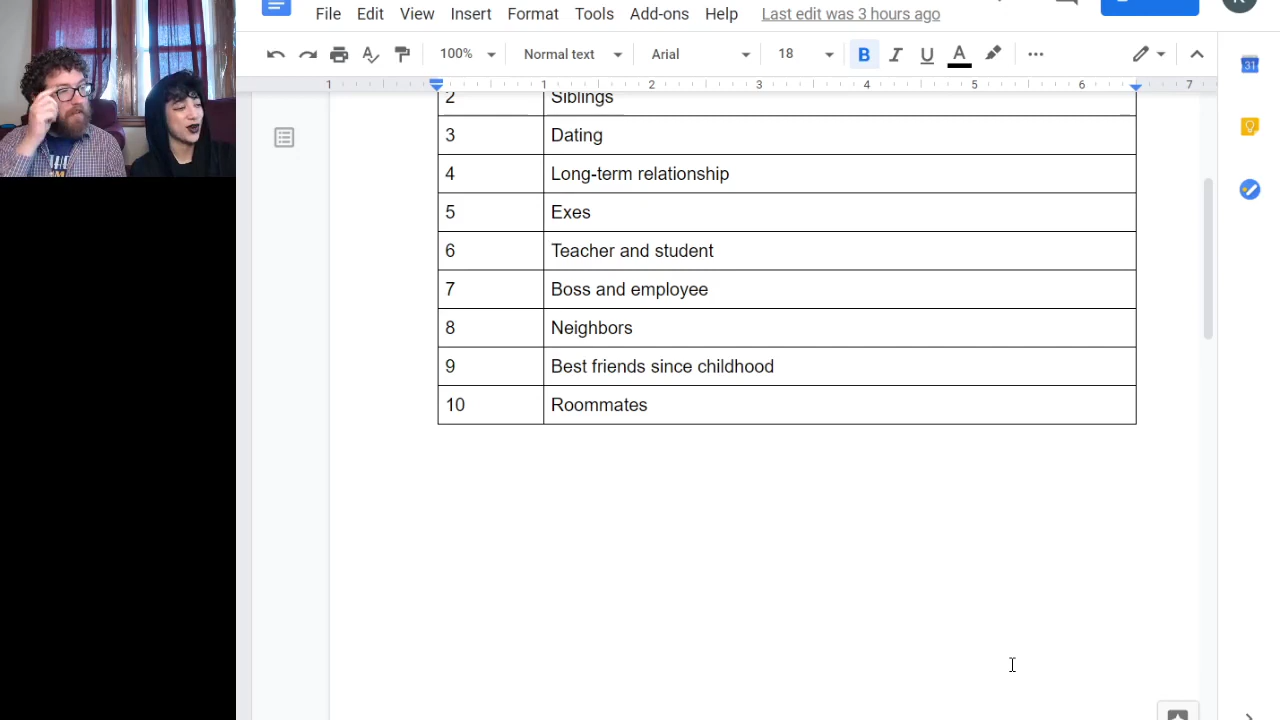 File Edit View Insert Format Tools Add-ons Help Last edit was 3 hours ago
100% Normal text Arial 18 B I U A
1 1 2 3 4 5 6 7
31
2 Siblings
3 Dating
4 Long-term relationship
5 Exes
6 Teacher and student
7 Boss and employee
8 Neighbors
9 Best friends since childhood
10 Roommates